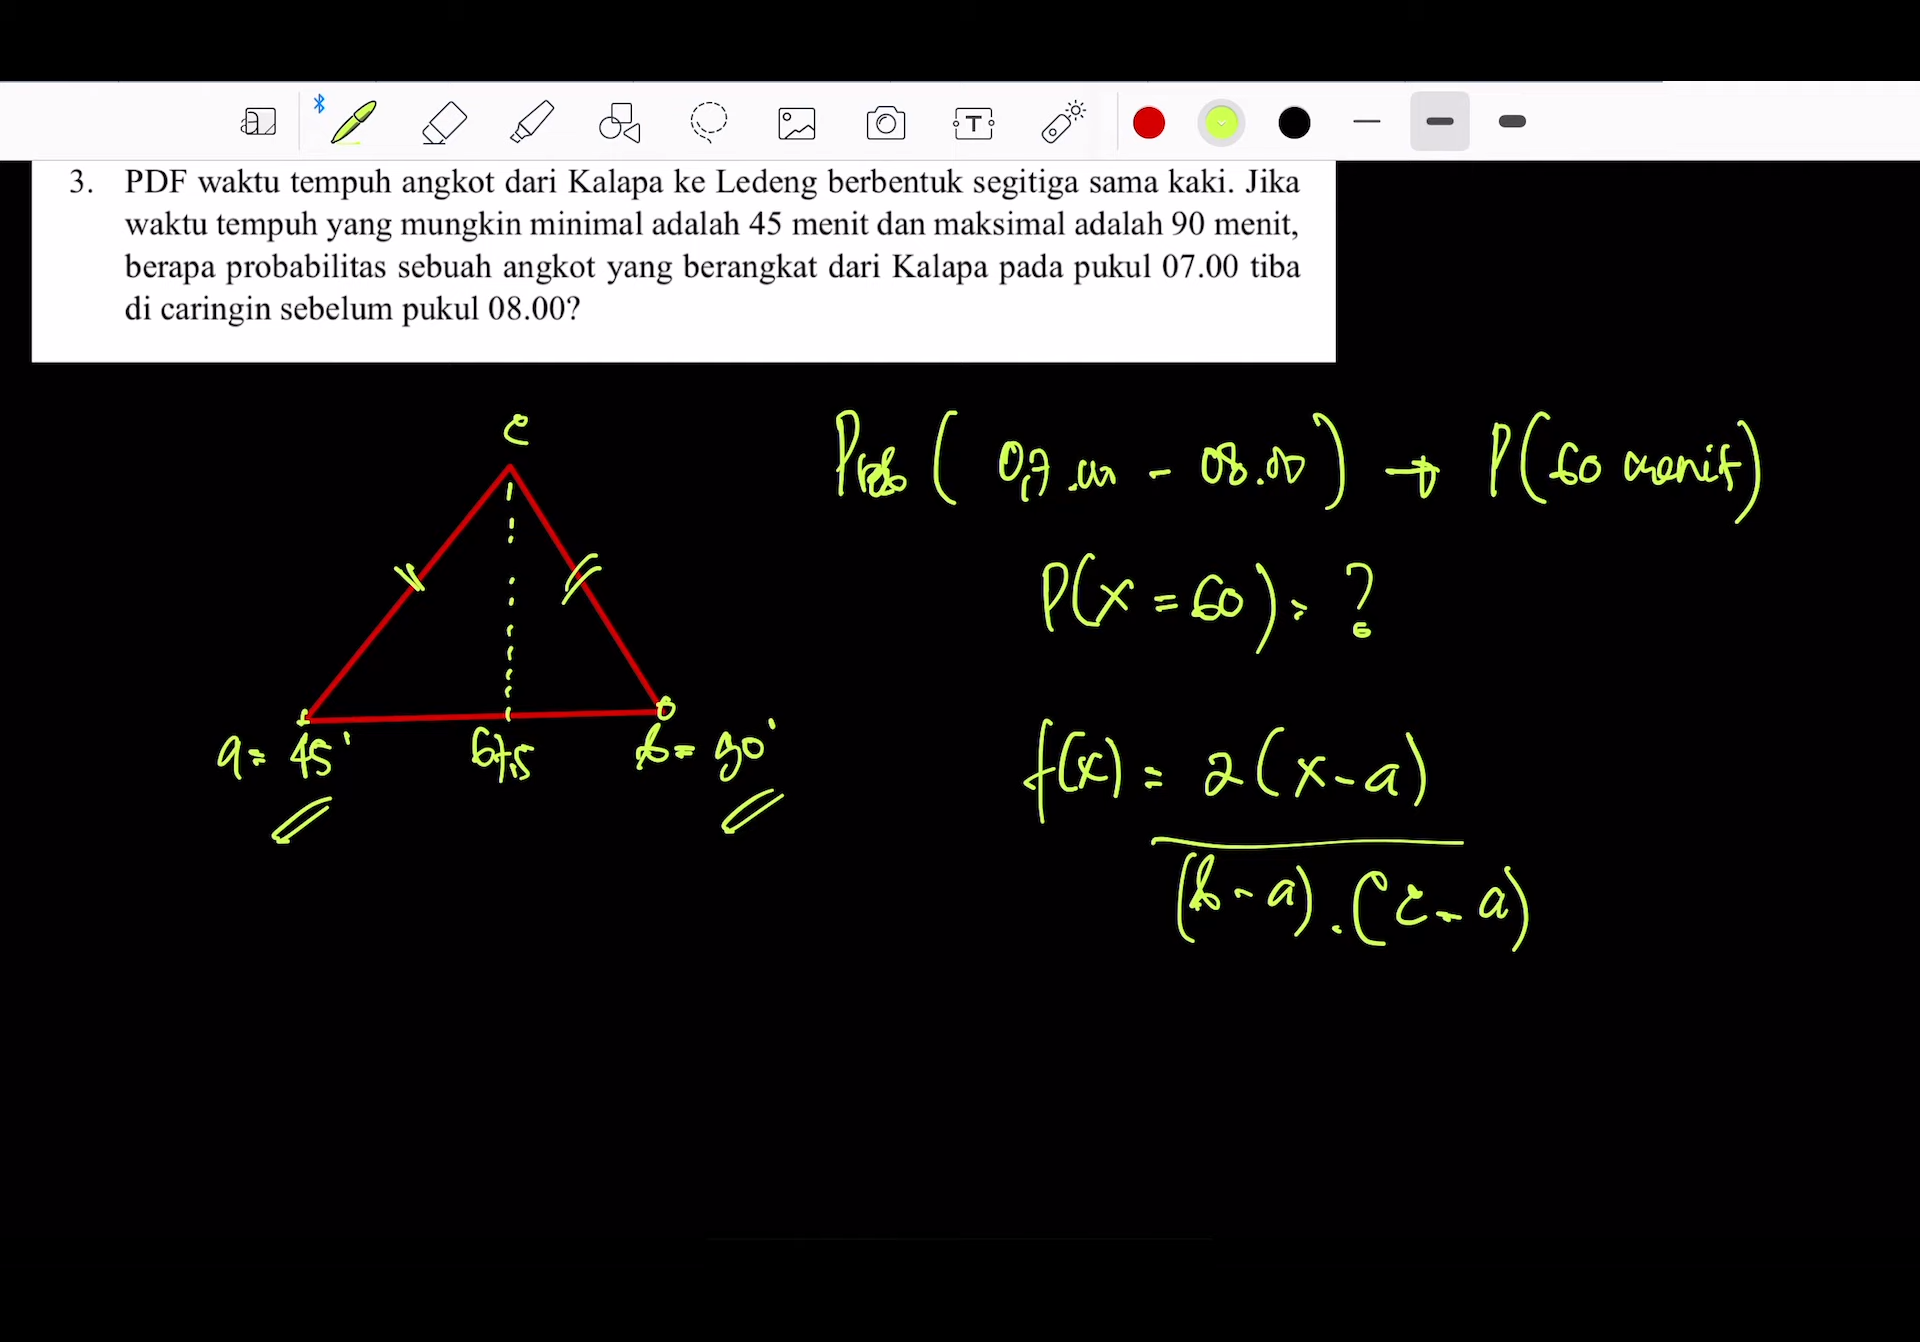 3. PDF waktu tempuh angkot dari Kalapa ke Ledeng berbentuk segitiga sama kaki. Jika
waktu tempuh yang mungkin minimal adalah 45 menit dan maksimal adalah 90 menit,
berapa probabilitas sebuah angkot yang berangkat dari Kalapa pada pukul 07.00 tiba
di caringin sebelum pukul 08.00?
c
Prob ( 07.00 - 08.00 ) → P(60 menit)
P(x = 60) = ?
a = 45'
67,5
b = 90'
f(x) = 2(x - a)
(b - a) . (c - a)